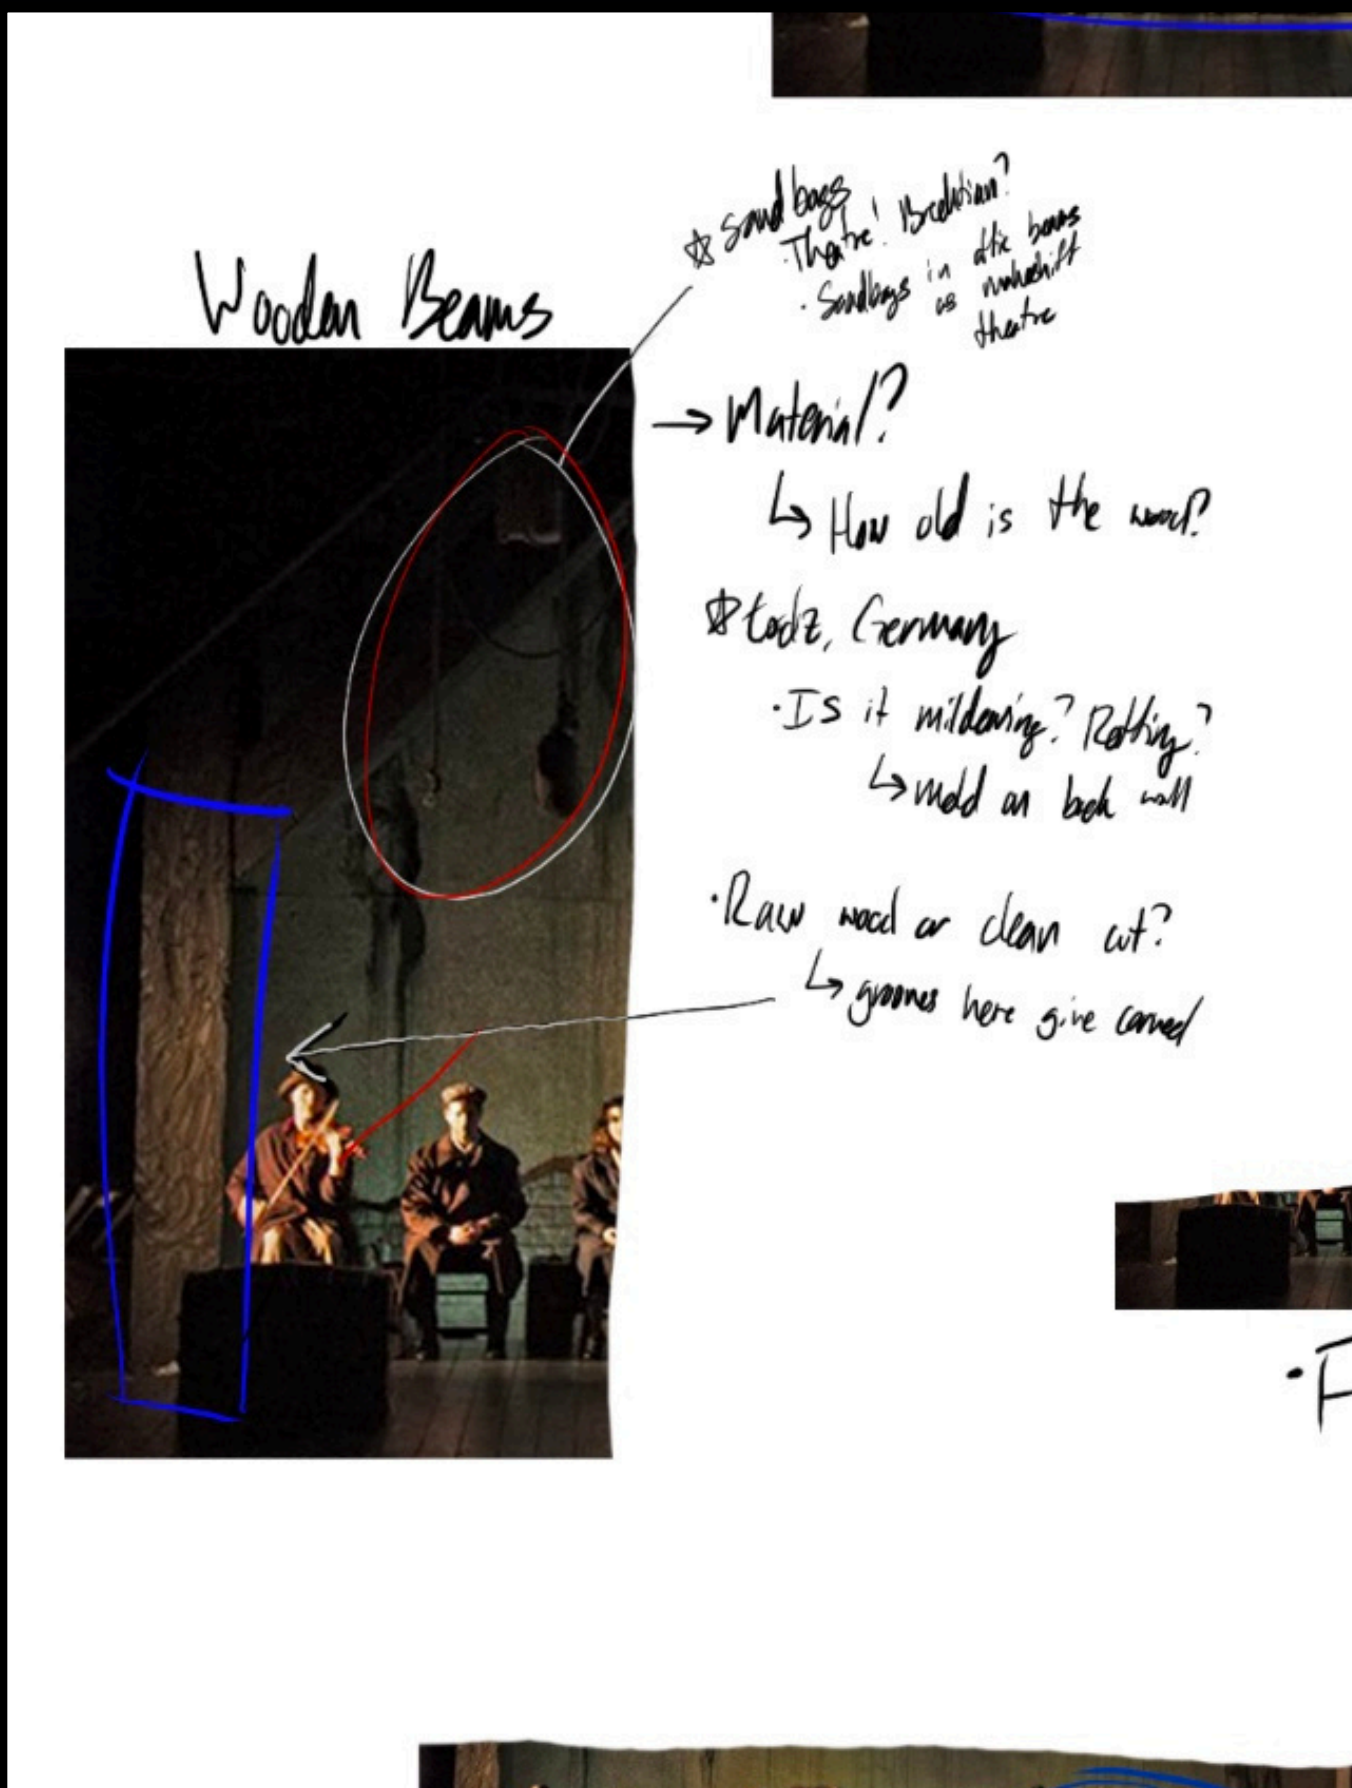 ☆ Sand bags
· Theatre! Brechtian?
· Sandbags in attic beams
as makeshift
theatre
Wooden Beams
→ Material?
↳ How old is the wood?
☆ Łodz, Germany
· Is it mildewing? Rotting?
↳ mold on back wall
· Raw wood or clean cut?
↳ grooves here give carved
· F